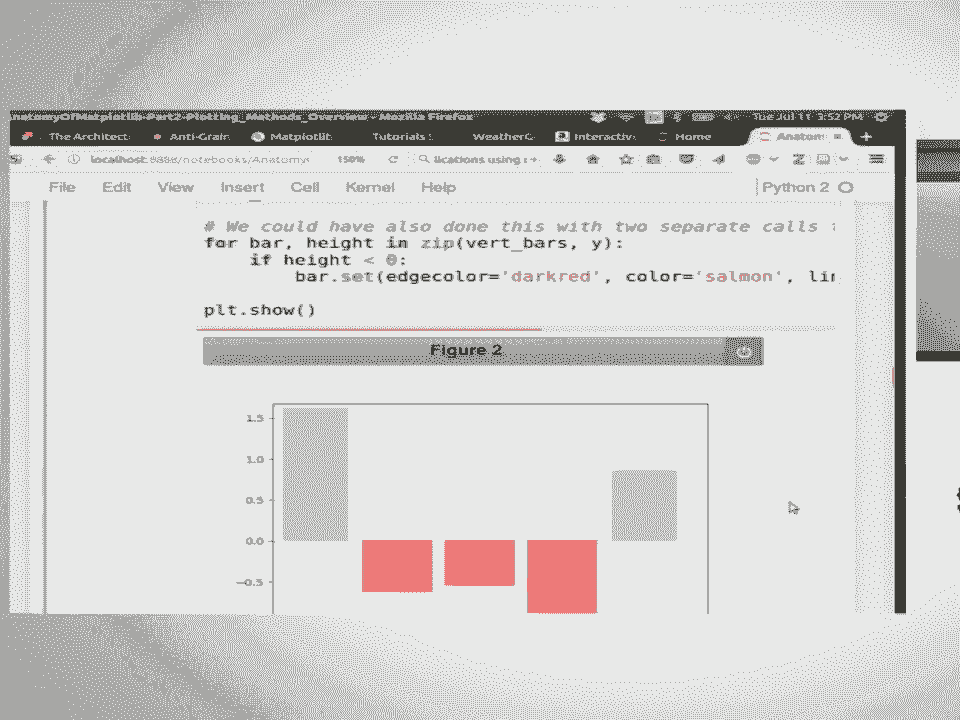 natomyOfMatplotlib-Part2-Plotting_Methods_Overview - Mozilla Firefox Tue Jul 11 3:52 PM
The Architect Anti-Grain Matplotlib Tutorials WeatherG Interactiv Home Anatom
localhost:8888/notebooks/Anatomy 150% lications using
File Edit View Insert Cell Kernel Help Python 2
# We could have also done this with two separate calls
for bar, height in zip(vert_bars, y):
if height < 0:
bar.set(edgecolor='darkred', color='salmon', lin
plt.show()
Figure 2
1.5
1.0
0.5
0.0
−0.5